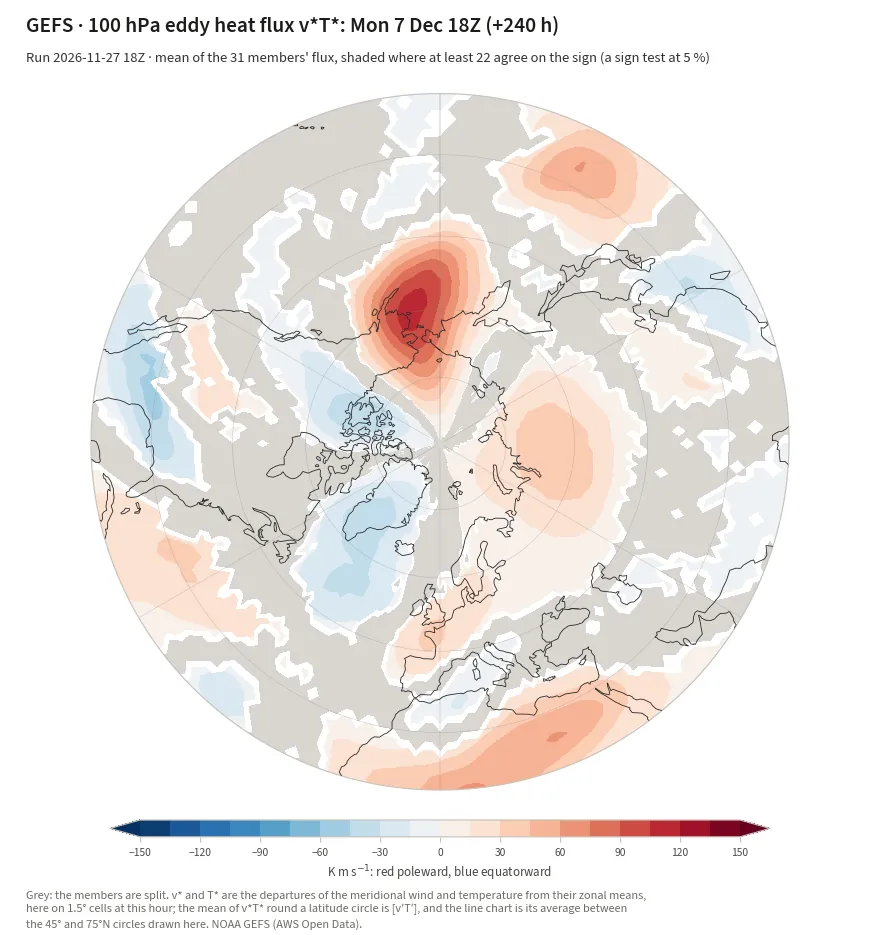 GEFS · 100 hPa eddy heat flux v*T*: Mon 7 Dec 18Z (+240 h)
Run 2026-11-27 18Z · mean of the 31 members' flux, shaded where at least 22 agree on the sign (a sign test at 5 %)
−150 −120 −90 −60 −30 0 30 60 90 120 150
K m s⁻¹: red poleward, blue equatorward
Grey: the members are split. v* and T* are the departures of the meridional wind and temperature from their zonal means,
here on 1.5° cells at this hour; the mean of v*T* round a latitude circle is [v′T′], and the line chart is its average between
the 45° and 75°N circles drawn here. NOAA GEFS (AWS Open Data).